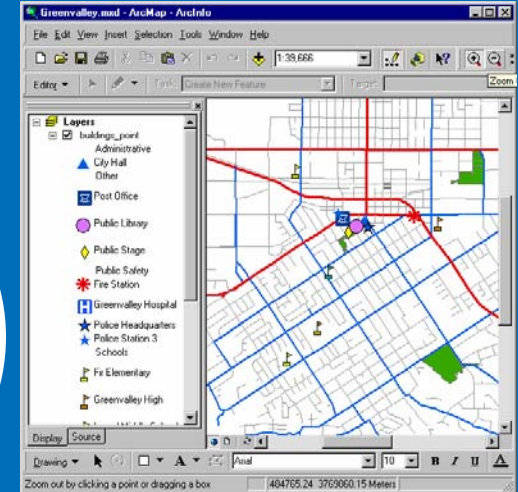 Greenvalley.mxd - ArcMap - ArcInfo
File Edit View Insert Selection Tools Window Help
1:39,666
Editor Task: Create New Feature Target:
Zoom
Layers
buildings_point
Administrative
City Hall
Other
Post Office
Public Library
Public Stage
Public Safety
Fire Station
H Greenvalley Hospital
Police Headquarters
Police Station 3
Schools
Fir Elementary
Greenvalley High
Display Source
Drawing A Arial 10 B I U A
Zoom out by clicking a point or dragging a box 484765.24 3769060.15 Meters